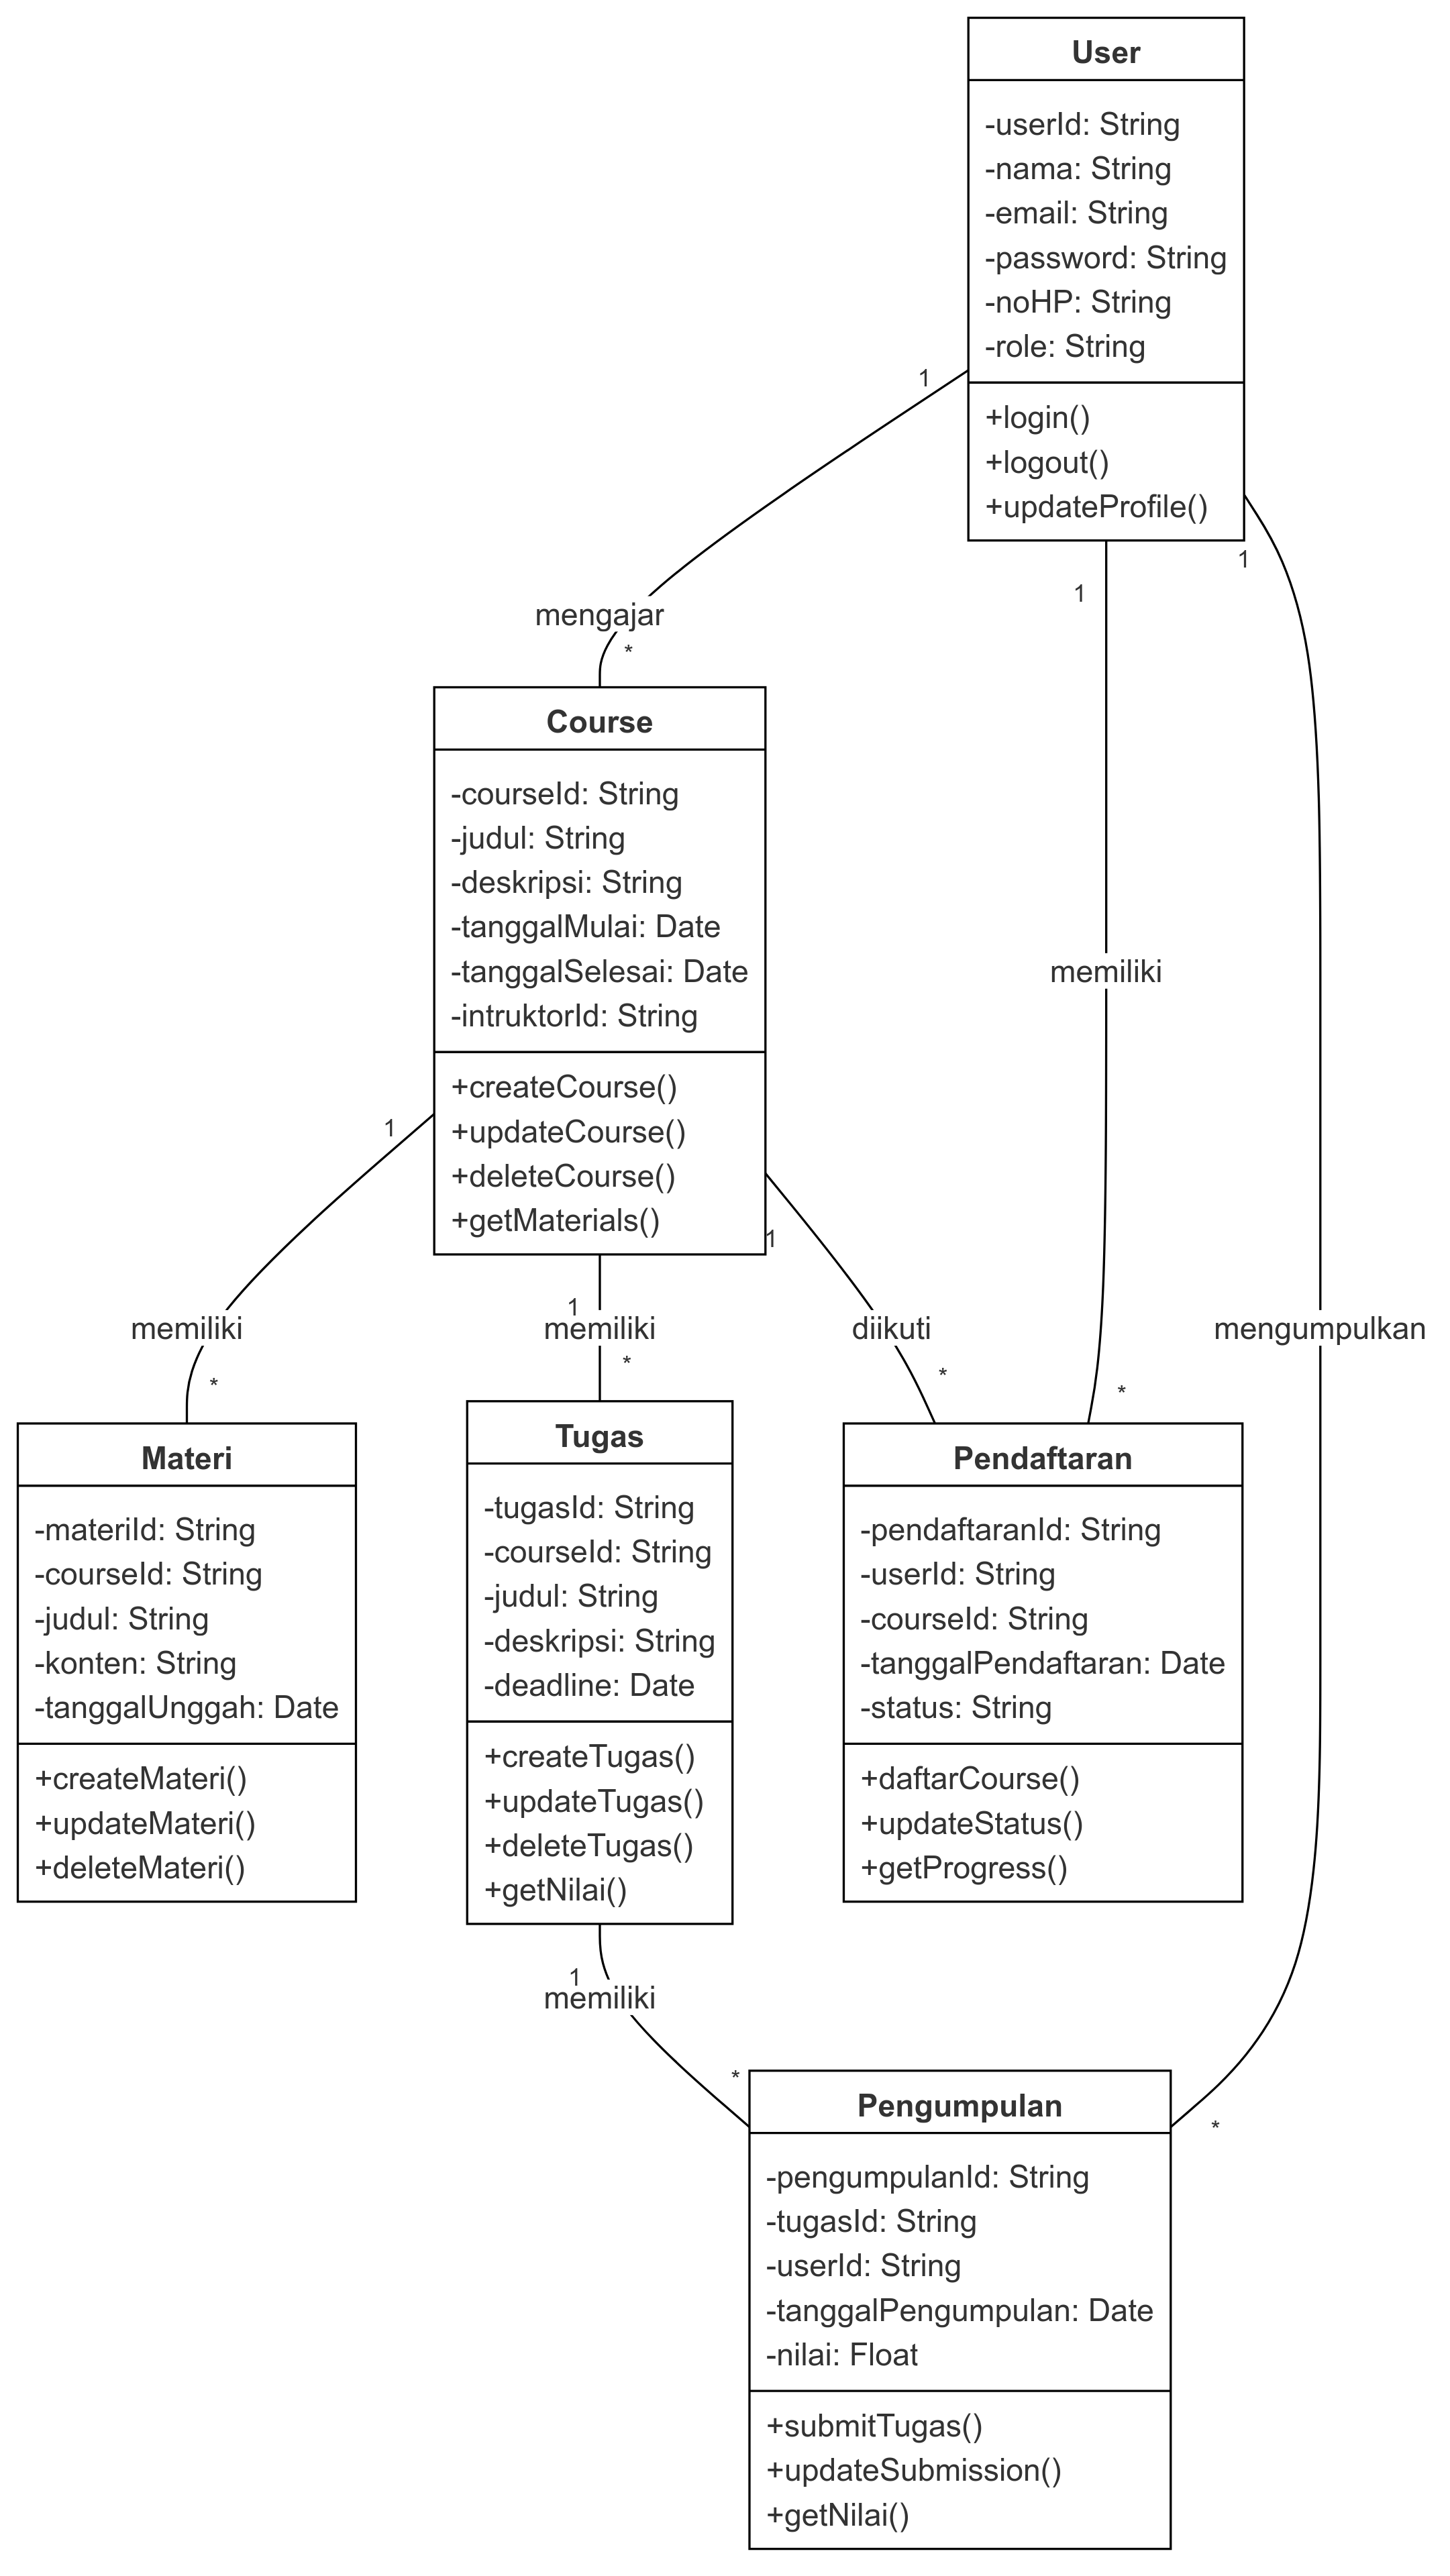 User
-userId: String
-nama: String
-email: String
-password: String
-noHP: String
-role: String
+login()
+logout()
+updateProfile()
1
1
1
mengajar
*
Course
-courseId: String
-judul: String
-deskripsi: String
-tanggalMulai: Date
-tanggalSelesai: Date
-intruktorId: String
+createCourse()
+updateCourse()
+deleteCourse()
+getMaterials()
memiliki
1
1
1
memiliki
memiliki
diikuti
mengumpulkan
*
*
*
*
Materi
-materiId: String
-courseId: String
-judul: String
-konten: String
-tanggalUnggah: Date
+createMateri()
+updateMateri()
+deleteMateri()
Tugas
-tugasId: String
-courseId: String
-judul: String
-deskripsi: String
-deadline: Date
+createTugas()
+updateTugas()
+deleteTugas()
+getNilai()
Pendaftaran
-pendaftaranId: String
-userId: String
-courseId: String
-tanggalPendaftaran: Date
-status: String
+daftarCourse()
+updateStatus()
+getProgress()
1
memiliki
*
*
Pengumpulan
-pengumpulanId: String
-tugasId: String
-userId: String
-tanggalPengumpulan: Date
-nilai: Float
+submitTugas()
+updateSubmission()
+getNilai()